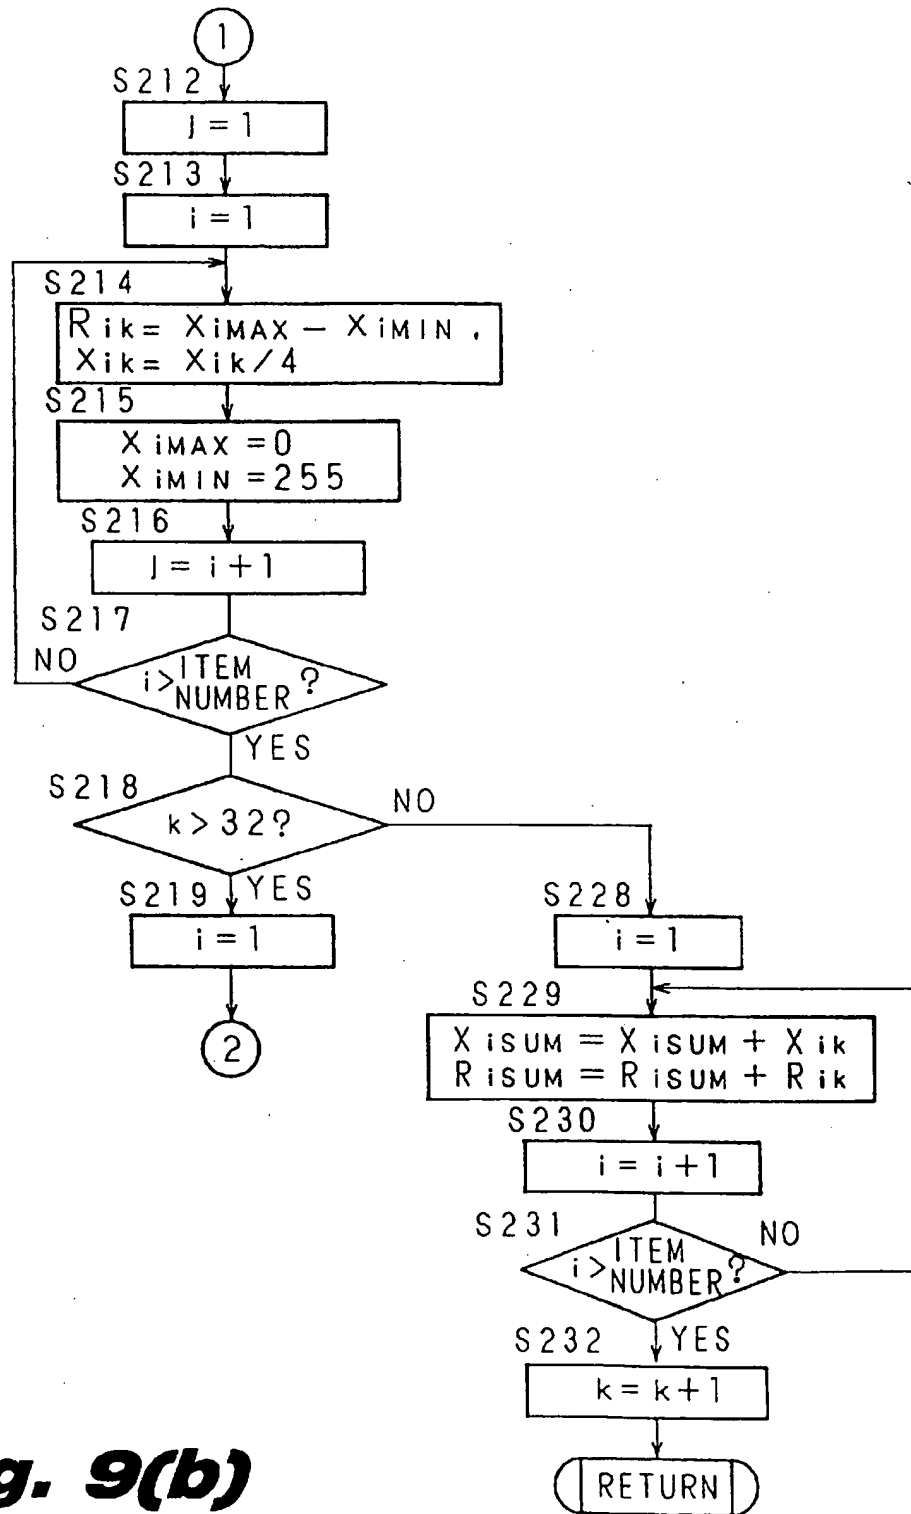 1
S212
j = 1
S213
i = 1
S214
Rik = XiMAX - XiMIN .
Xik = Xik/4
S215
XiMAX = 0
XiMIN = 255
S216
j = i + 1
S217
NO
i > ITEM NUMBER ?
YES
S218
NO
k > 32?
S219
YES
i = 1
2
S228
i = 1
S229
XiSUM = XiSUM + Xik
RiSUM = RiSUM + Rik
S230
i = i + 1
S231
NO
i > ITEM NUMBER ?
S232
YES
k = k + 1
RETURN
g. 9(b)